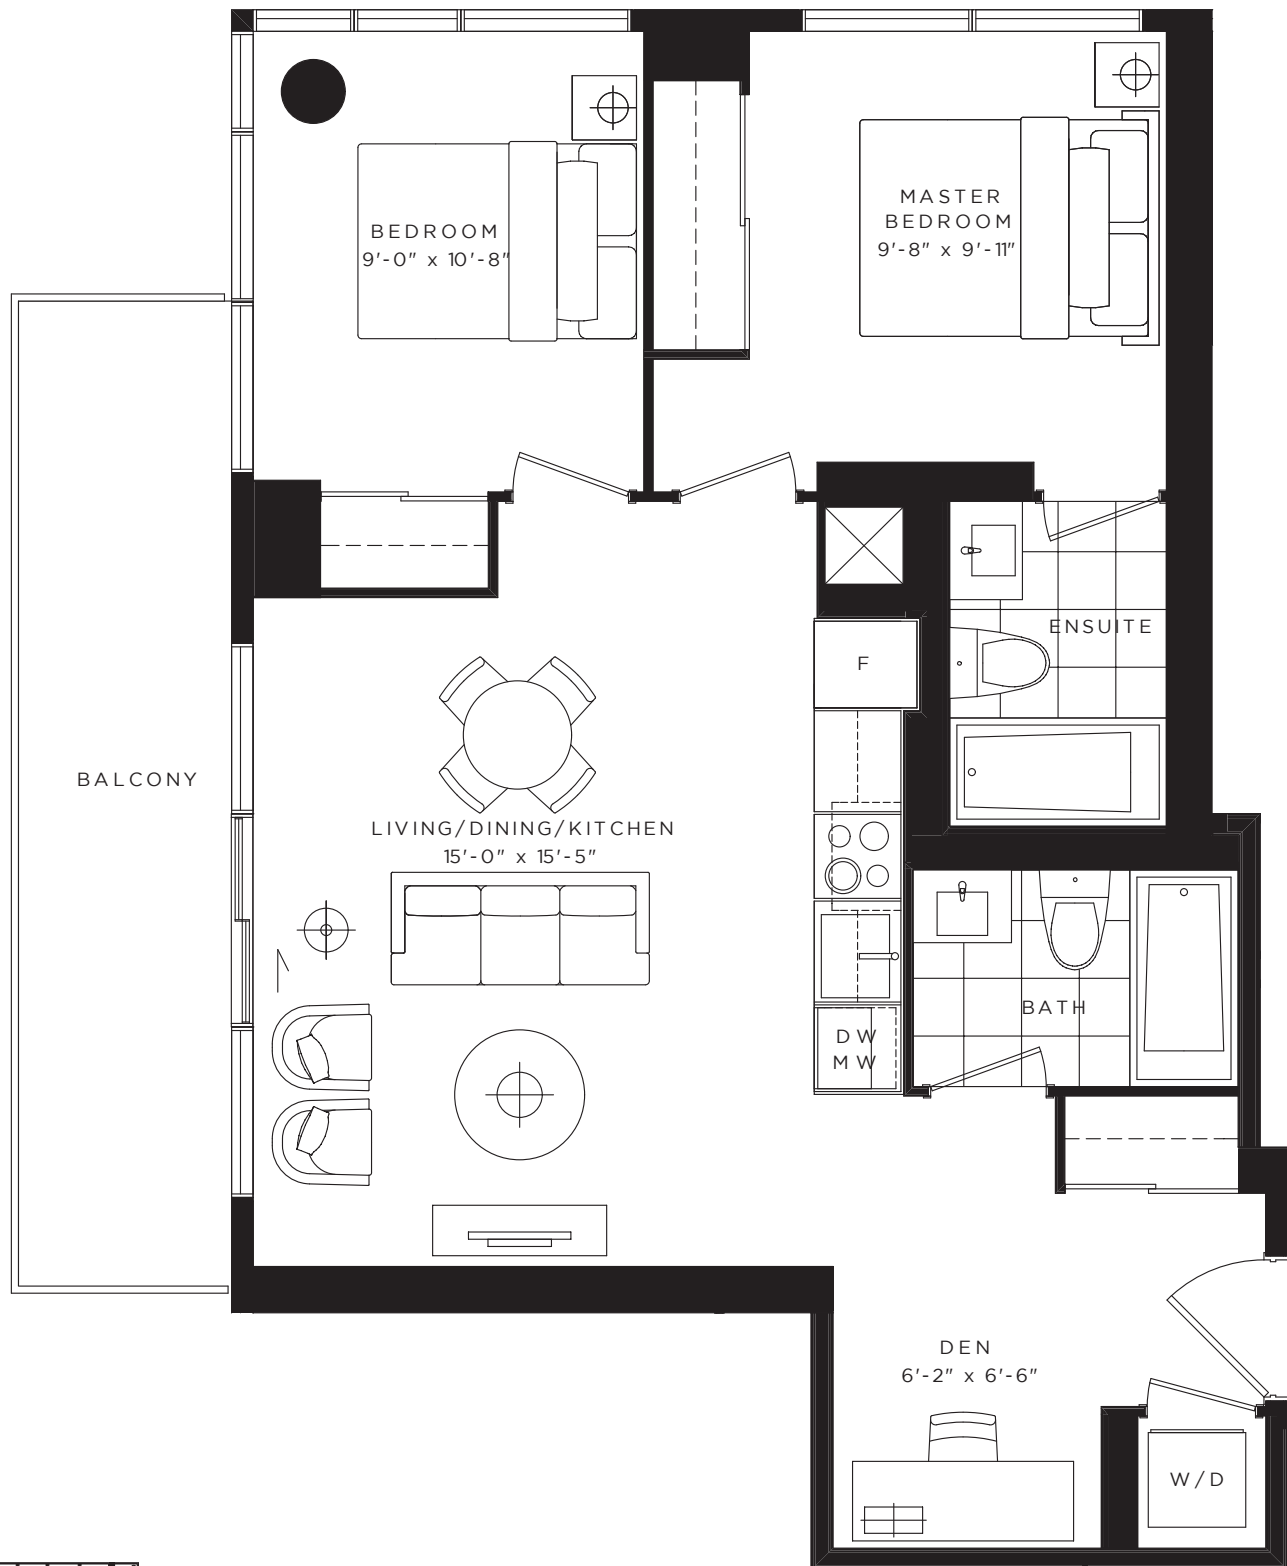 MASTER
BEDROOM
9'-8" x 9'-11"
BEDROOM
9'-0" x 10'-8"
ENSUITE
F
BALCONY
LIVING/DINING/KITCHEN
15'-0" x 15'-5"
BATH
DW
MW
DEN
6'-2" x 6'-6"
W/D